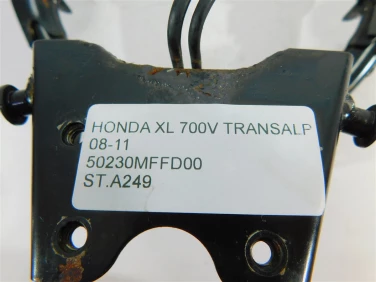 HONDA XL 700V TRANSALP
08-11
50230MFFD00
ST.A249